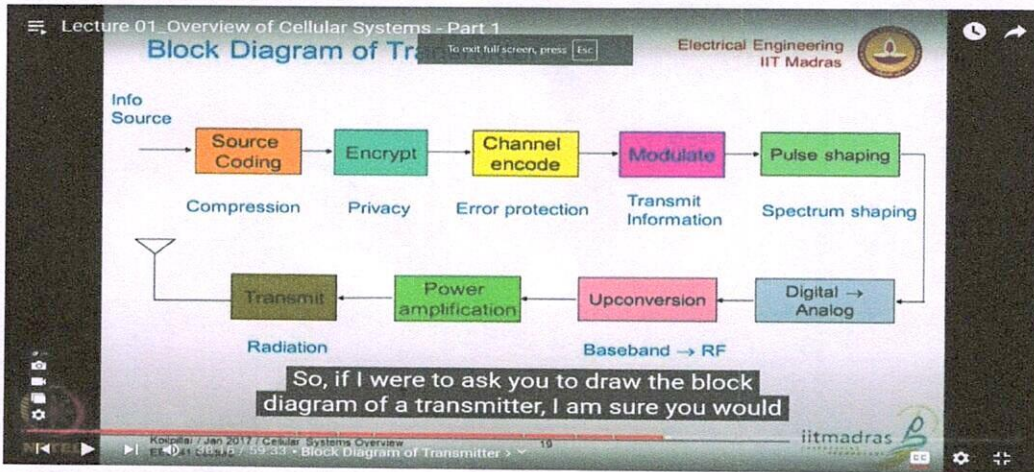 Lecture 01_Overview of Cellular Systems - Part 1
Block Diagram of
To exit full screen, press Esc
Electrical Engineering
IIT Madras
Info
Source
Source
Coding
Encrypt
Channel
encode
Modulate
Pulse shaping
Compression
Privacy
Error protection
Transmit
Information
Spectrum shaping
Transmit
Power
amplification
Upconversion
Digital →
Analog
Radiation
Baseband → RF
So, if I were to ask you to draw the block
diagram of a transmitter, I am sure you would
Koilpillai / Jan 2017 / Cellular Systems Overview
19
59:33 • Block Diagram of Transmitter >
iitmadras
CC